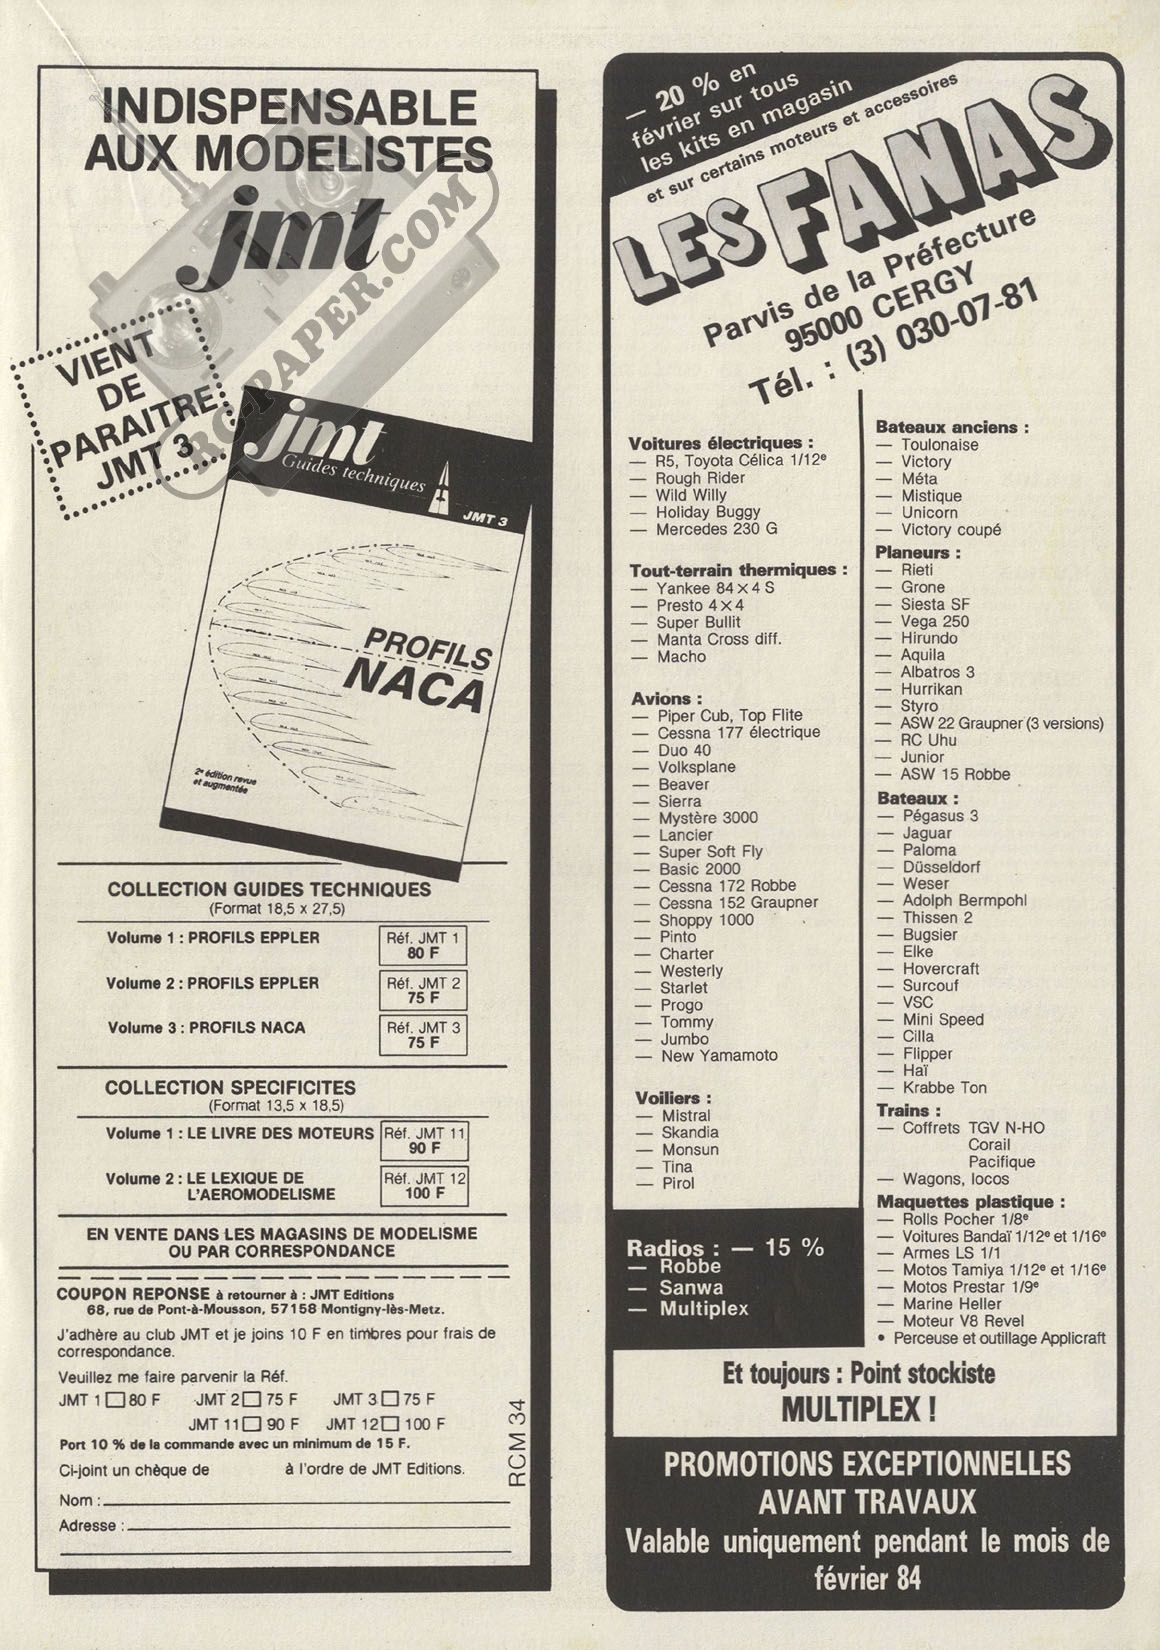 INDISPENSABLE
AUX MODELISTES
jmt
RC-PAPER.COM
VIENT
DE
PARAITRE
JMT 3
jmt
Guides techniques
JMT 3
PROFILS
NACA
2e édition revue
et augmentée
COLLECTION GUIDES TECHNIQUES
(Format 18,5 x 27,5)
Volume 1 : PROFILS EPPLER Réf. JMT 1
80 F
Volume 2 : PROFILS EPPLER Réf. JMT 2
75 F
Volume 3 : PROFILS NACA Réf. JMT 3
75 F
COLLECTION SPECIFICITES
(Format 13,5 x 18,5)
Volume 1 : LE LIVRE DES MOTEURS Réf. JMT 11
90 F
Volume 2 : LE LEXIQUE DE Réf. JMT 12
L'AEROMODELISME 100 F
EN VENTE DANS LES MAGASINS DE MODELISME
OU PAR CORRESPONDANCE
COUPON REPONSE à retourner à : JMT Editions
68, rue de Pont-à-Mousson, 57158 Montigny-lès-Metz.
J'adhère au club JMT et je joins 10 F en timbres pour frais de
correspondance.
Veuillez me faire parvenir la Réf.
JMT 1 80 F JMT 2 75 F JMT 3 75 F
JMT 11 90 F JMT 12 100 F
Port 10 % de la commande avec un minimum de 15 F.
Ci-joint un chèque de à l'ordre de JMT Editions.
Nom :
Adresse :
RCM 34
— 20 % en
février sur tous
les kits en magasin
et sur certains moteurs et accessoires
LES FANAS
Parvis de la Préfecture
95000 CERGY
Tél. : (3) 030-07-81
Voitures électriques :
— R5, Toyota Célica 1/12e
— Rough Rider
— Wild Willy
— Holiday Buggy
— Mercedes 230 G
Tout-terrain thermiques :
— Yankee 84×4 S
— Presto 4×4
— Super Bullit
— Manta Cross diff.
— Macho
Avions :
— Piper Cub, Top Flite
— Cessna 177 électrique
— Duo 40
— Volksplane
— Beaver
— Sierra
— Mystère 3000
— Lancier
— Super Soft Fly
— Basic 2000
— Cessna 172 Robbe
— Cessna 152 Graupner
— Shoppy 1000
— Pinto
— Charter
— Westerly
— Starlet
— Progo
— Tommy
— Jumbo
— New Yamamoto
Voiliers :
— Mistral
— Skandia
— Monsun
— Tina
— Pirol
Radios : — 15 %
— Robbe
— Sanwa
— Multiplex
Bateaux anciens :
— Toulonaise
— Victory
— Méta
— Mistique
— Unicorn
— Victory coupé
Planeurs :
— Rieti
— Grone
— Siesta SF
— Vega 250
— Hirundo
— Aquila
— Albatros 3
— Hurrikan
— Styro
— ASW 22 Graupner (3 versions)
— RC Uhu
— Junior
— ASW 15 Robbe
Bateaux :
— Pégasus 3
— Jaguar
— Paloma
— Düsseldorf
— Weser
— Adolph Bermpohl
— Thissen 2
— Bugsier
— Elke
— Hovercraft
— Surcouf
— VSC
— Mini Speed
— Cilla
— Flipper
— Haï
— Krabbe Ton
Trains :
— Coffrets TGV N-HO
Corail
Pacifique
— Wagons, locos
Maquettes plastique :
— Rolls Pocher 1/8e
— Voitures Bandaï 1/12e et 1/16e
— Armes LS 1/1
— Motos Tamiya 1/12e et 1/16e
— Motos Prestar 1/9e
— Marine Heller
— Moteur V8 Revel
• Perceuse et outillage Applicraft
Et toujours : Point stockiste
MULTIPLEX !
PROMOTIONS EXCEPTIONNELLES
AVANT TRAVAUX
Valable uniquement pendant le mois de
février 84